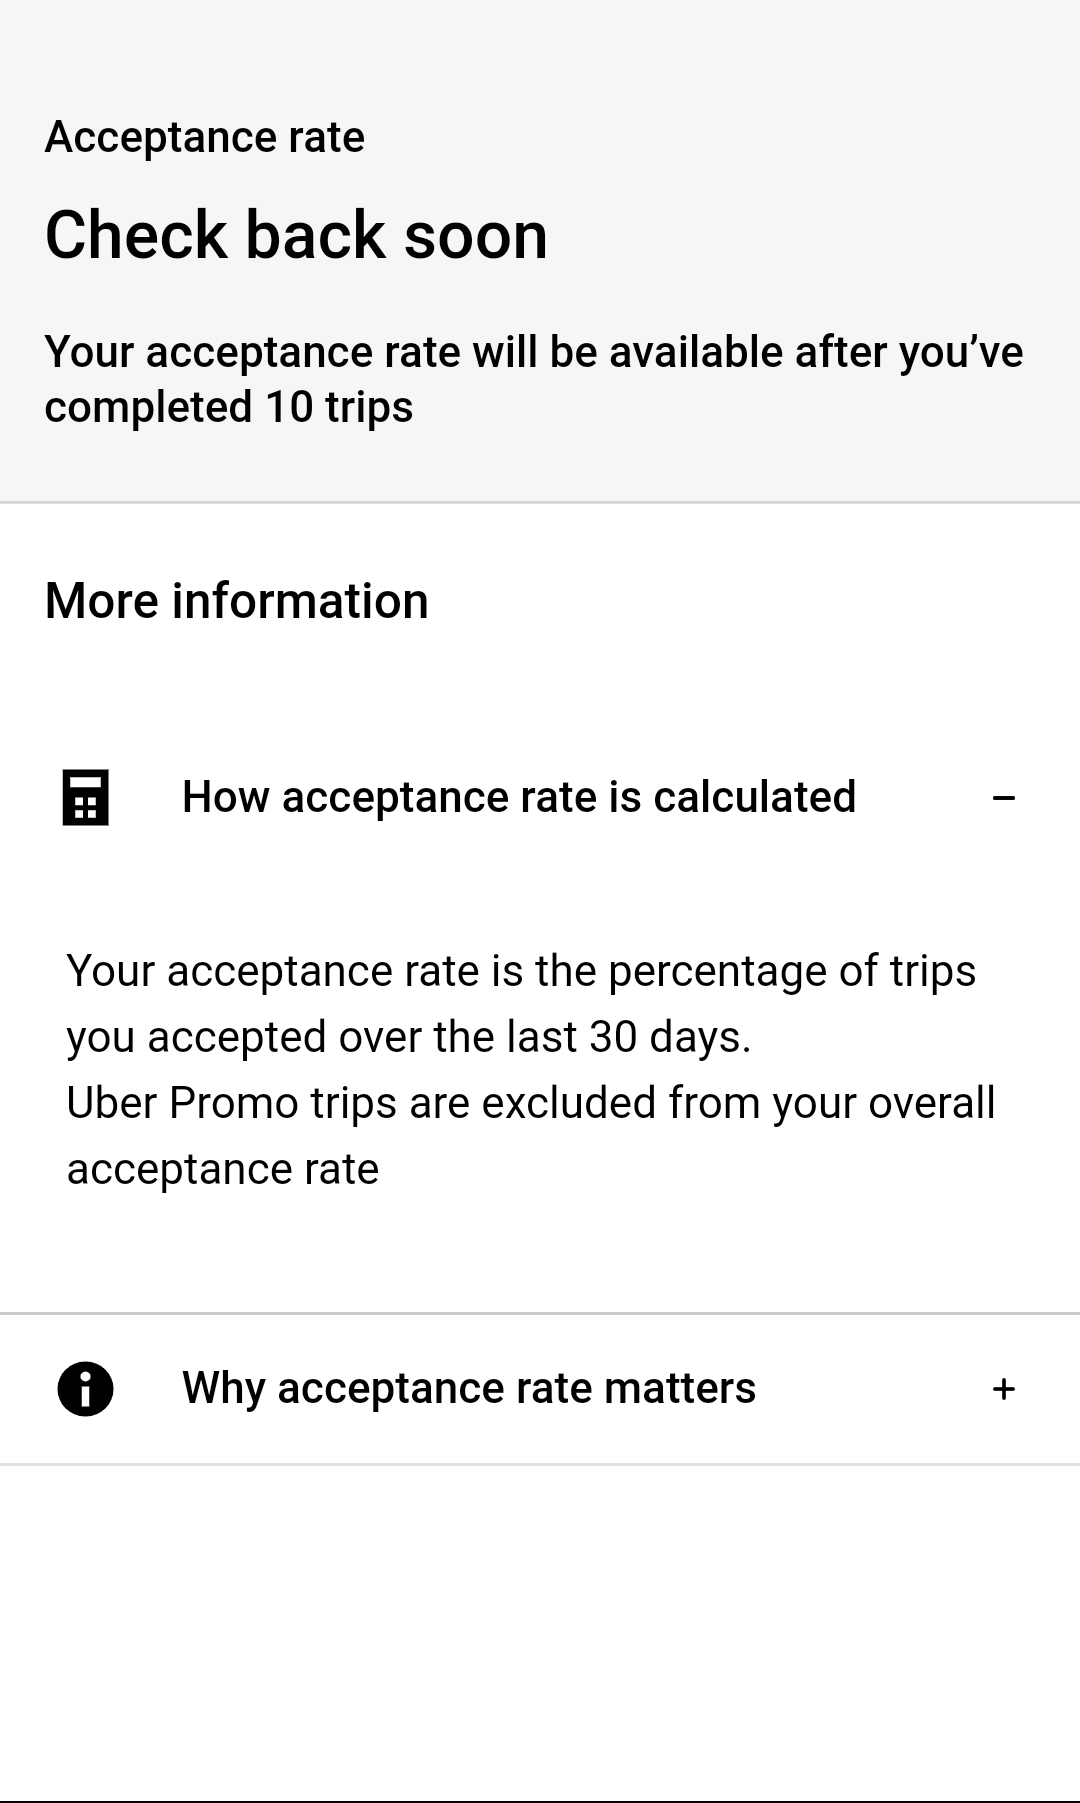 Acceptance rate
Check back soon
Your acceptance rate will be available after you’ve
completed 10 trips
More information
How acceptance rate is calculated
Your acceptance rate is the percentage of trips
you accepted over the last 30 days.
Uber Promo trips are excluded from your overall
acceptance rate
Why acceptance rate matters